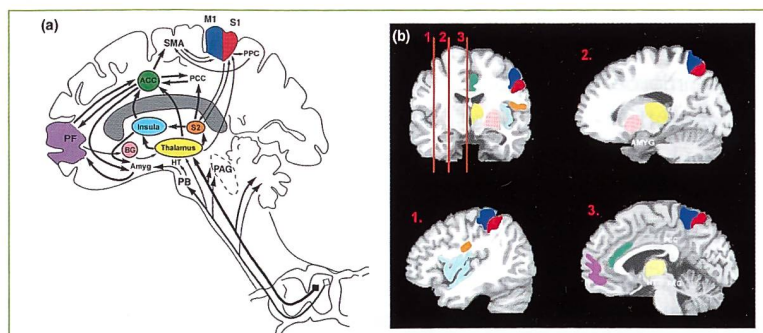 (a)
M1 S1
SMA
PPC
ACC
PCC
PF
Insula
S2
BG
Thalamus
Amyg
HT
PB
PAG
(b)
1 2 3
2.
AMYG
1.
3.